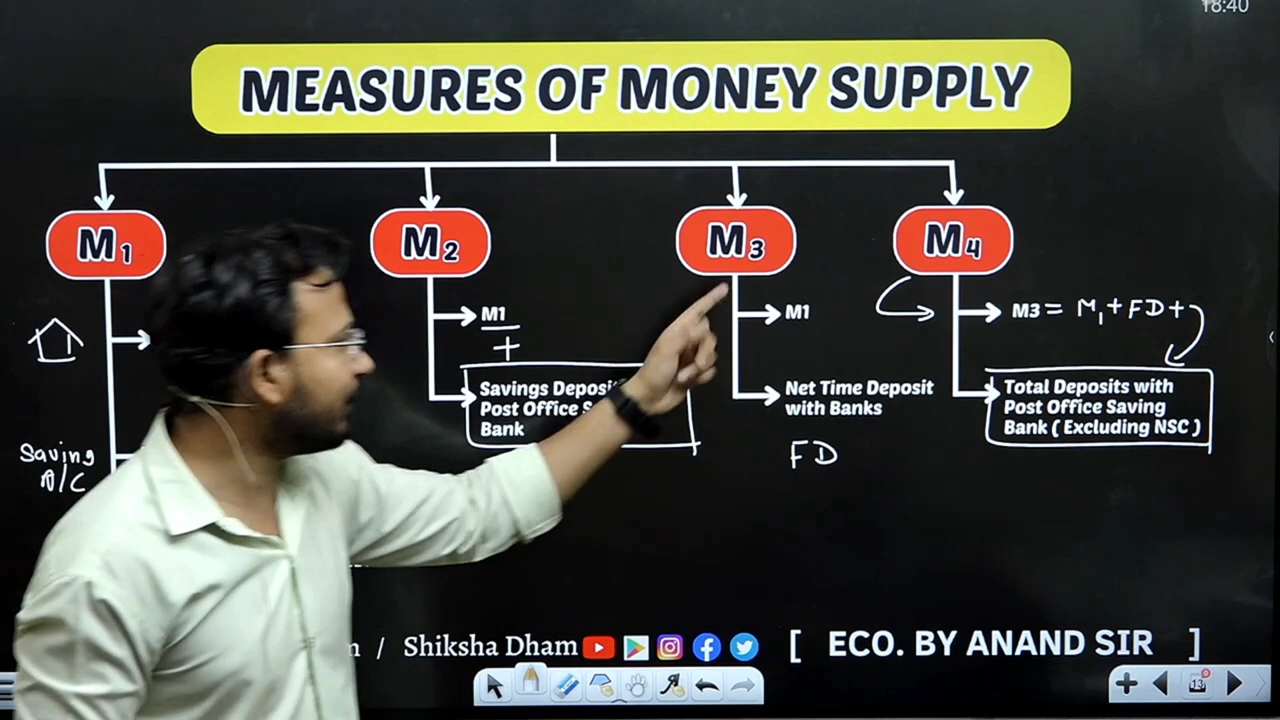 18:40
MEASURES OF MONEY SUPPLY
M1
M2
M3
M4
Saving
A/C
M1
+
Savings
Post Office
Bank
M1
Net Time Deposit
with Banks
FD
M3 = M1 + FD +
Total Deposits with
Post Office Saving
Bank ( Excluding NSC )
/ Shiksha Dham
[ ECO. BY ANAND SIR ]
13